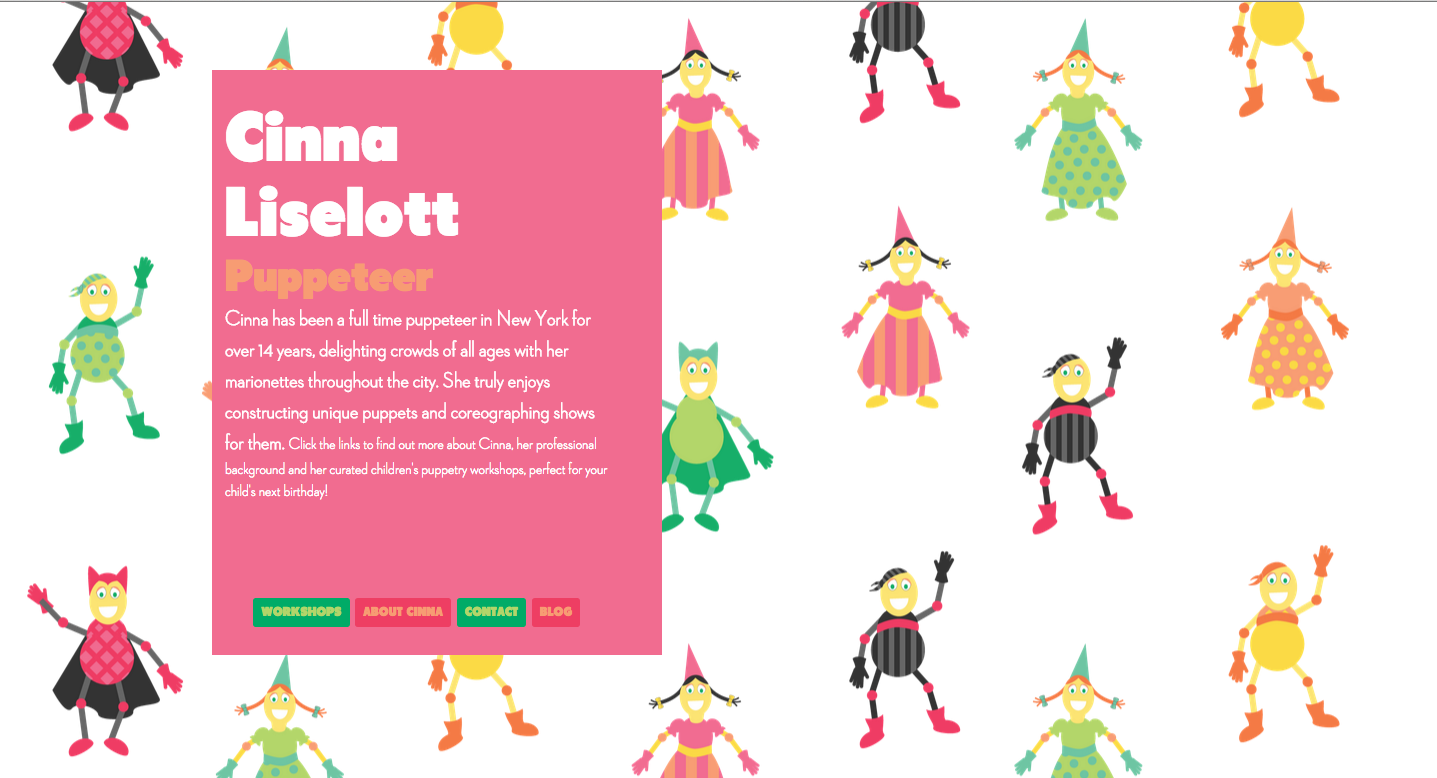 Cinna
Liselott
Puppeteer
Cinna has been a full time puppeteer in New York for
over 14 years, delighting crowds of all ages with her
marionettes throughout the city. She truly enjoys
constructing unique puppets and coreographing shows
for them. Click the links to find out more about Cinna, her professional
background and her curated children's puppetry workshops, perfect for your
child's next birthday!
WORKSHOPS ABOUT CINNA CONTACT BLOG